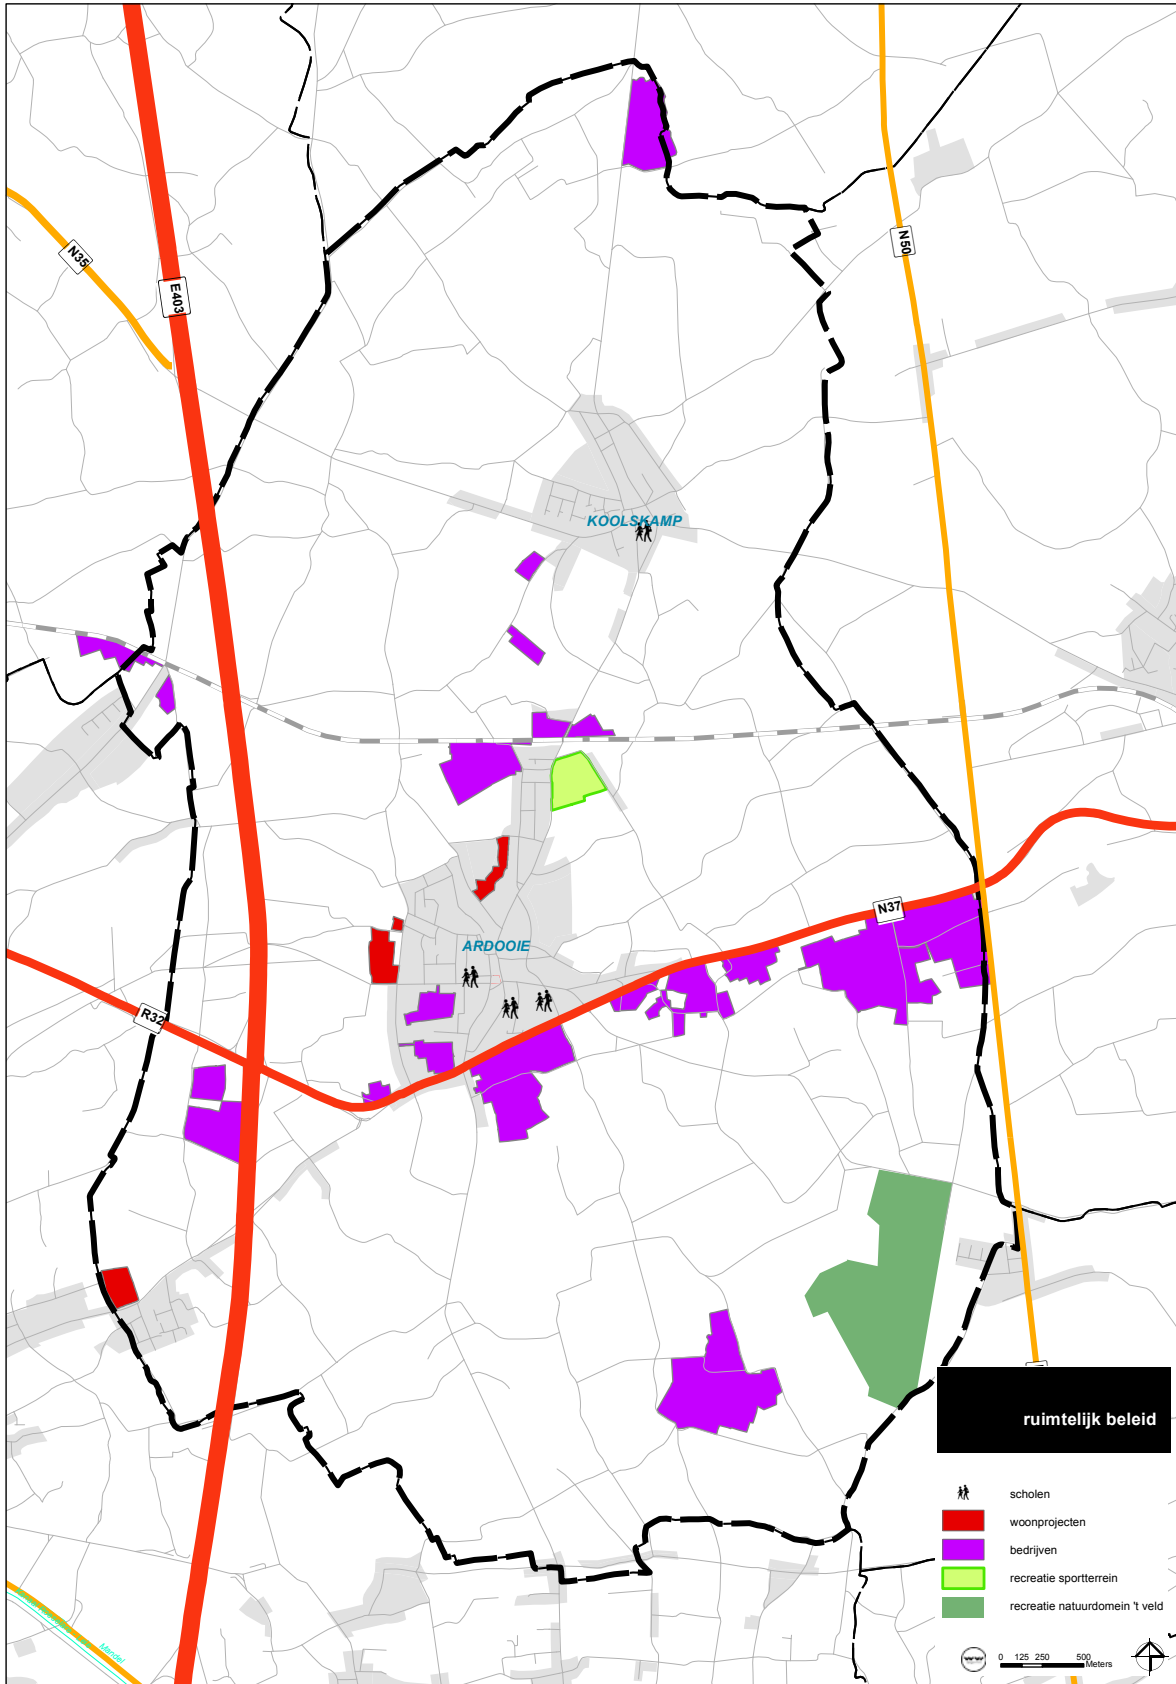 N35
E403
N50
KOOLSKAMP
N37
ARDOOIE
R32
ruimtelijk beleid
scholen
woonprojecten
bedrijven
recreatie sportterrein
recreatie natuurdomein 't veld
0 125 250 500
Meters
Mandel